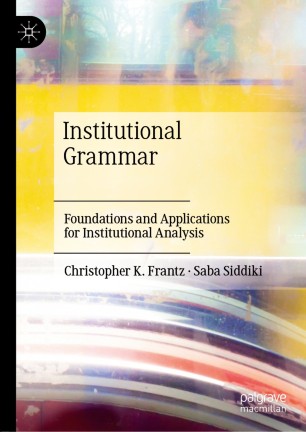 Institutional
Grammar
Foundations and Applications
for Institutional Analysis
Christopher K. Frantz · Saba Siddiki
palgrave
macmillan